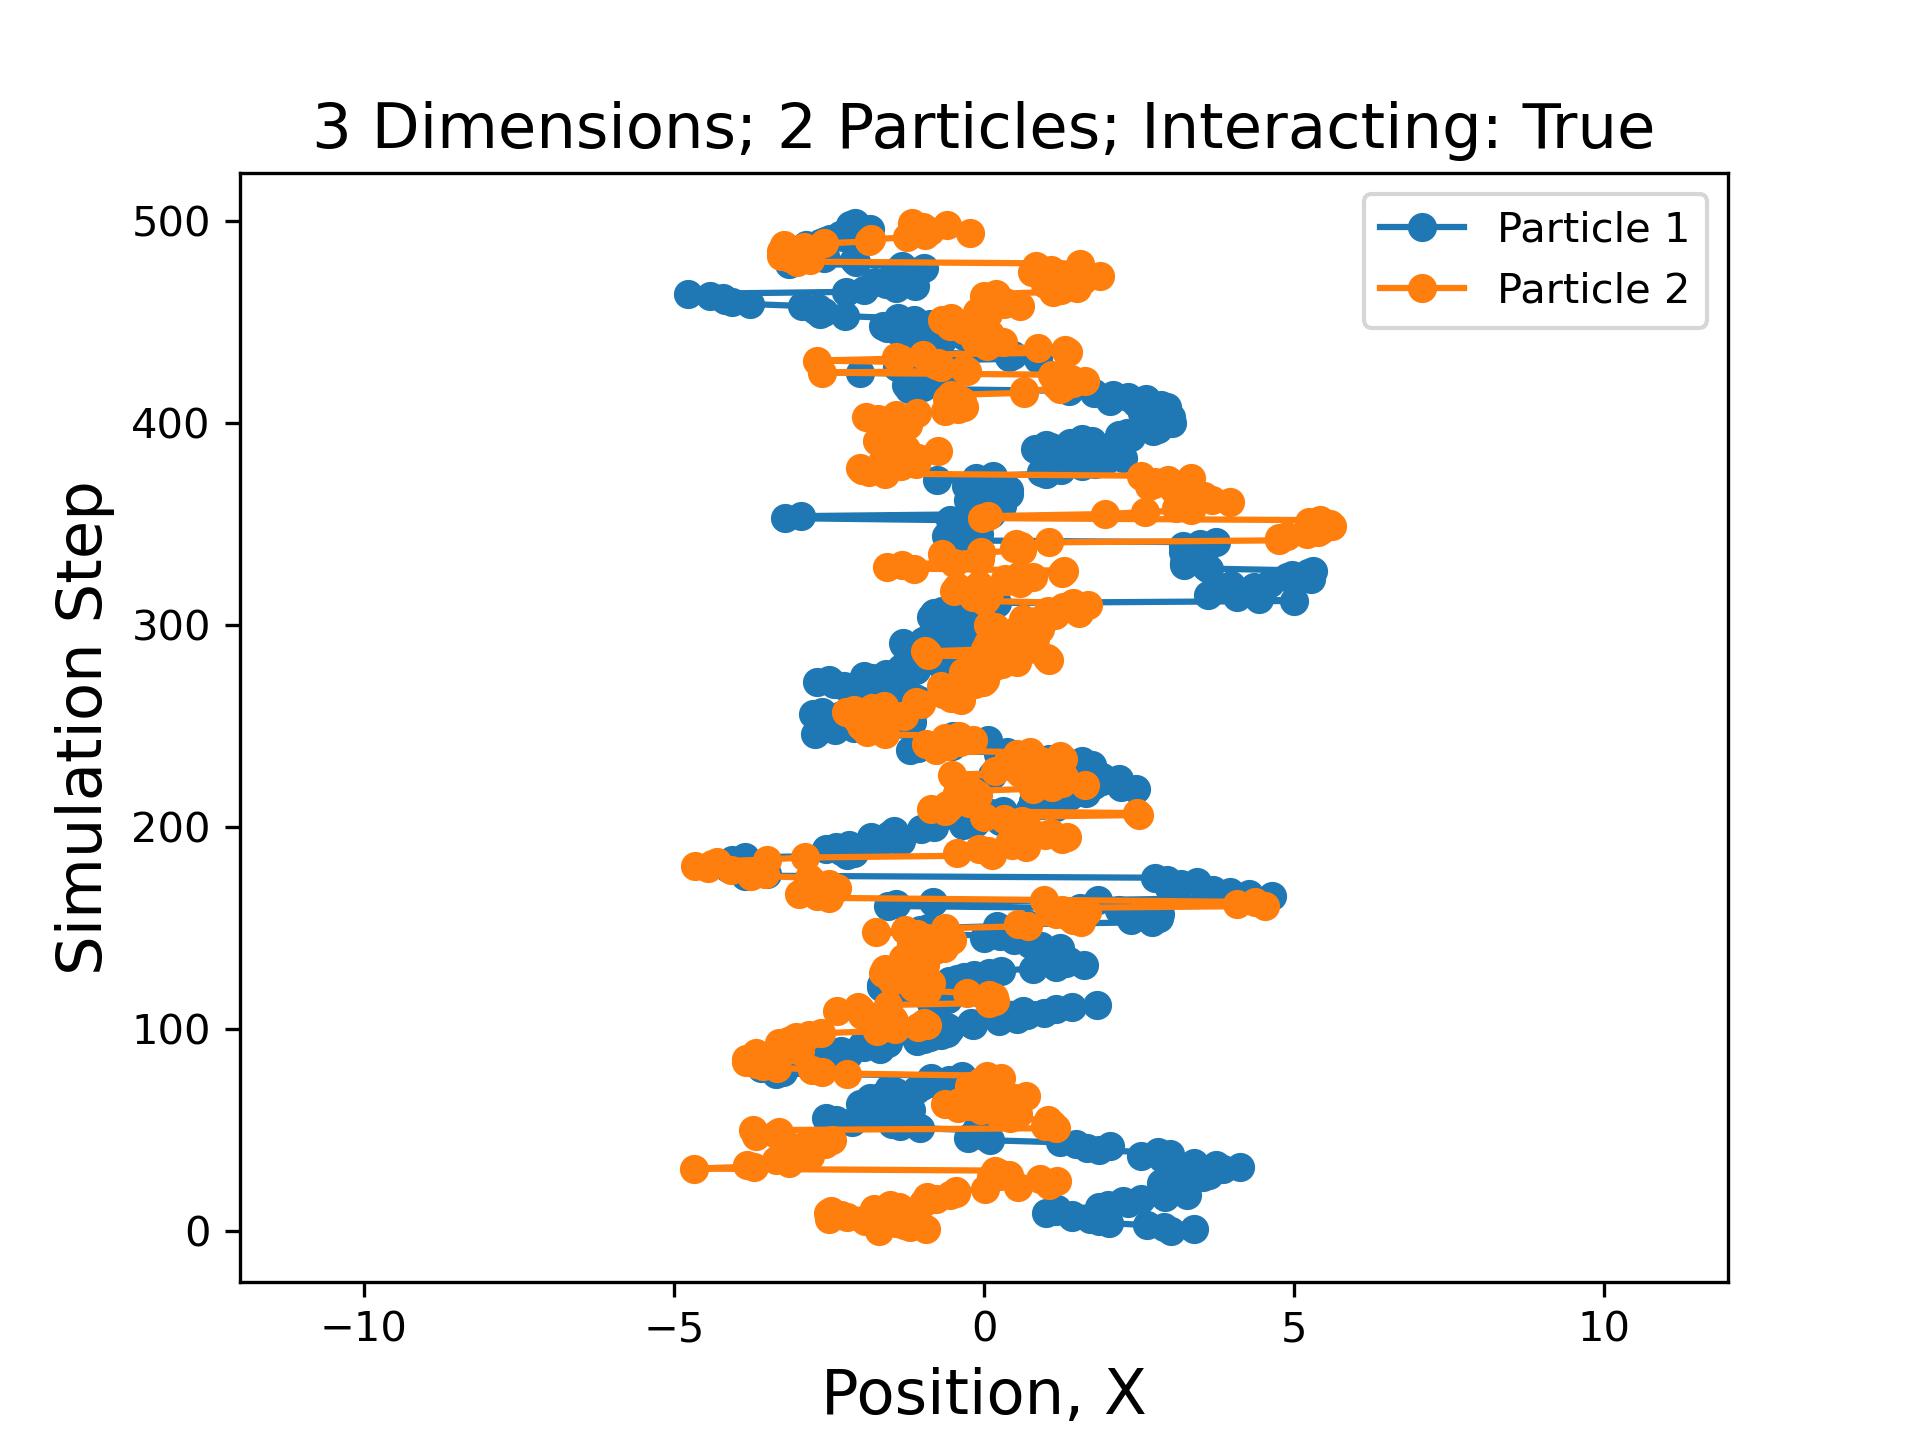 3 Dimensions; 2 Particles; Interacting: True
Particle 1
Particle 2
500
400
300
200
100
0
Simulation Step
−10
−5
0
5
10
Position, X